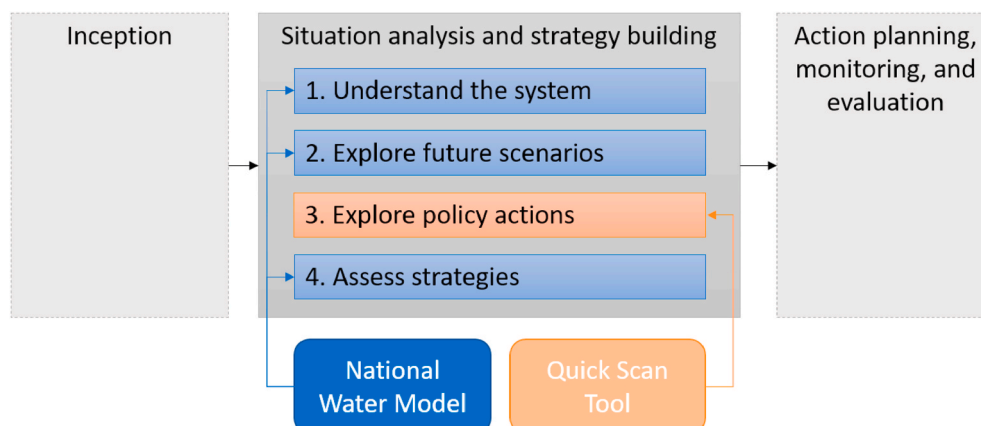 Inception
Situation analysis and strategy building
1. Understand the system
2. Explore future scenarios
3. Explore policy actions
4. Assess strategies
Action planning,
monitoring, and
evaluation
National
Water Model
Quick Scan
Tool